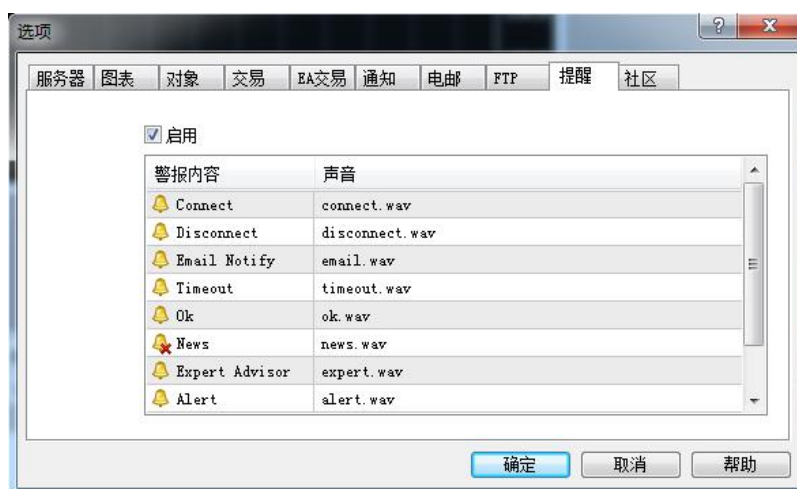 选项
服务器 图表 对象 交易 EA交易 通知 电邮 FTP 提醒 社区
启用
警报内容 声音
Connect connect.wav
Disconnect disconnect.wav
Email Notify email.wav
Timeout timeout.wav
Ok ok.wav
News news.wav
Expert Advisor expert.wav
Alert alert.wav
确定 取消 帮助